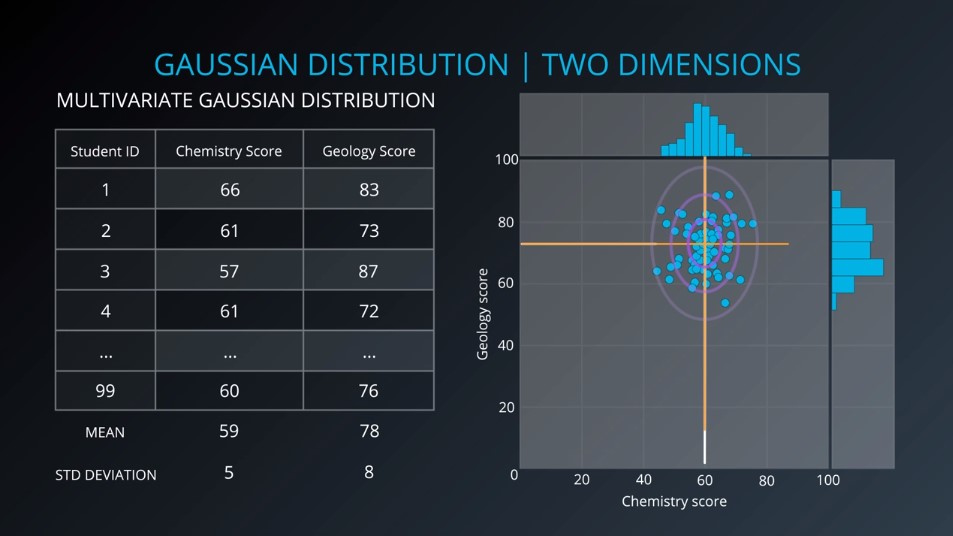 GAUSSIAN DISTRIBUTION | TWO DIMENSIONS
MULTIVARIATE GAUSSIAN DISTRIBUTION
Student ID Chemistry Score Geology Score
1 66 83
2 61 73
3 57 87
4 61 72
... ... ...
99 60 76
MEAN 59 78
STD DEVIATION 5 8
100
80
60
40
20
0
Geology score
20 40 60 80 100
Chemistry score